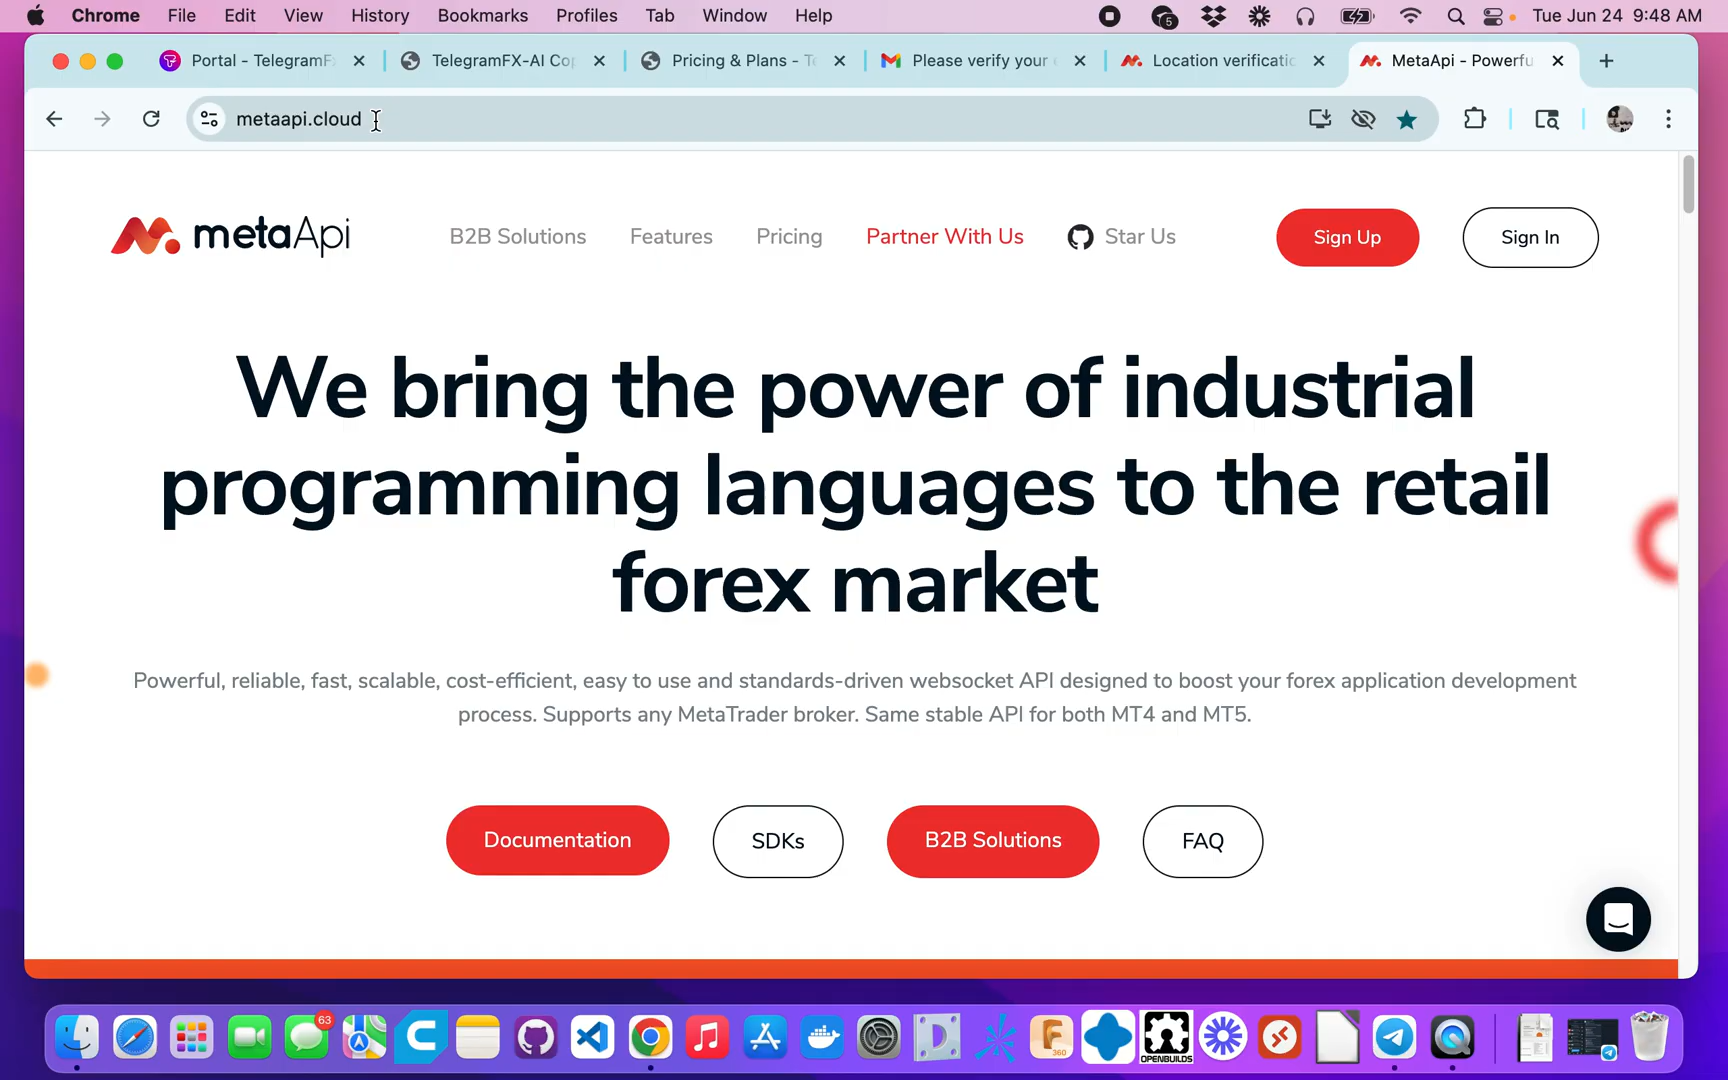 Chrome File Edit View History Bookmarks Profiles Tab Window Help 5 Tue Jun 24 9:48 AM
Portal - TelegramF TelegramFX-AI Co Pricing & Plans - T Please verify your Location verificati MetaApi - Powerfu
metaapi.cloud
metaApi B2B Solutions Features Pricing Partner With Us Star Us Sign Up Sign In
We bring the power of industrial
programming languages to the retail
forex market
Powerful, reliable, fast, scalable, cost-efficient, easy to use and standards-driven websocket API designed to boost your forex application development
process. Supports any MetaTrader broker. Same stable API for both MT4 and MT5.
Documentation SDKs B2B Solutions FAQ
63
360
OPENBUILDS